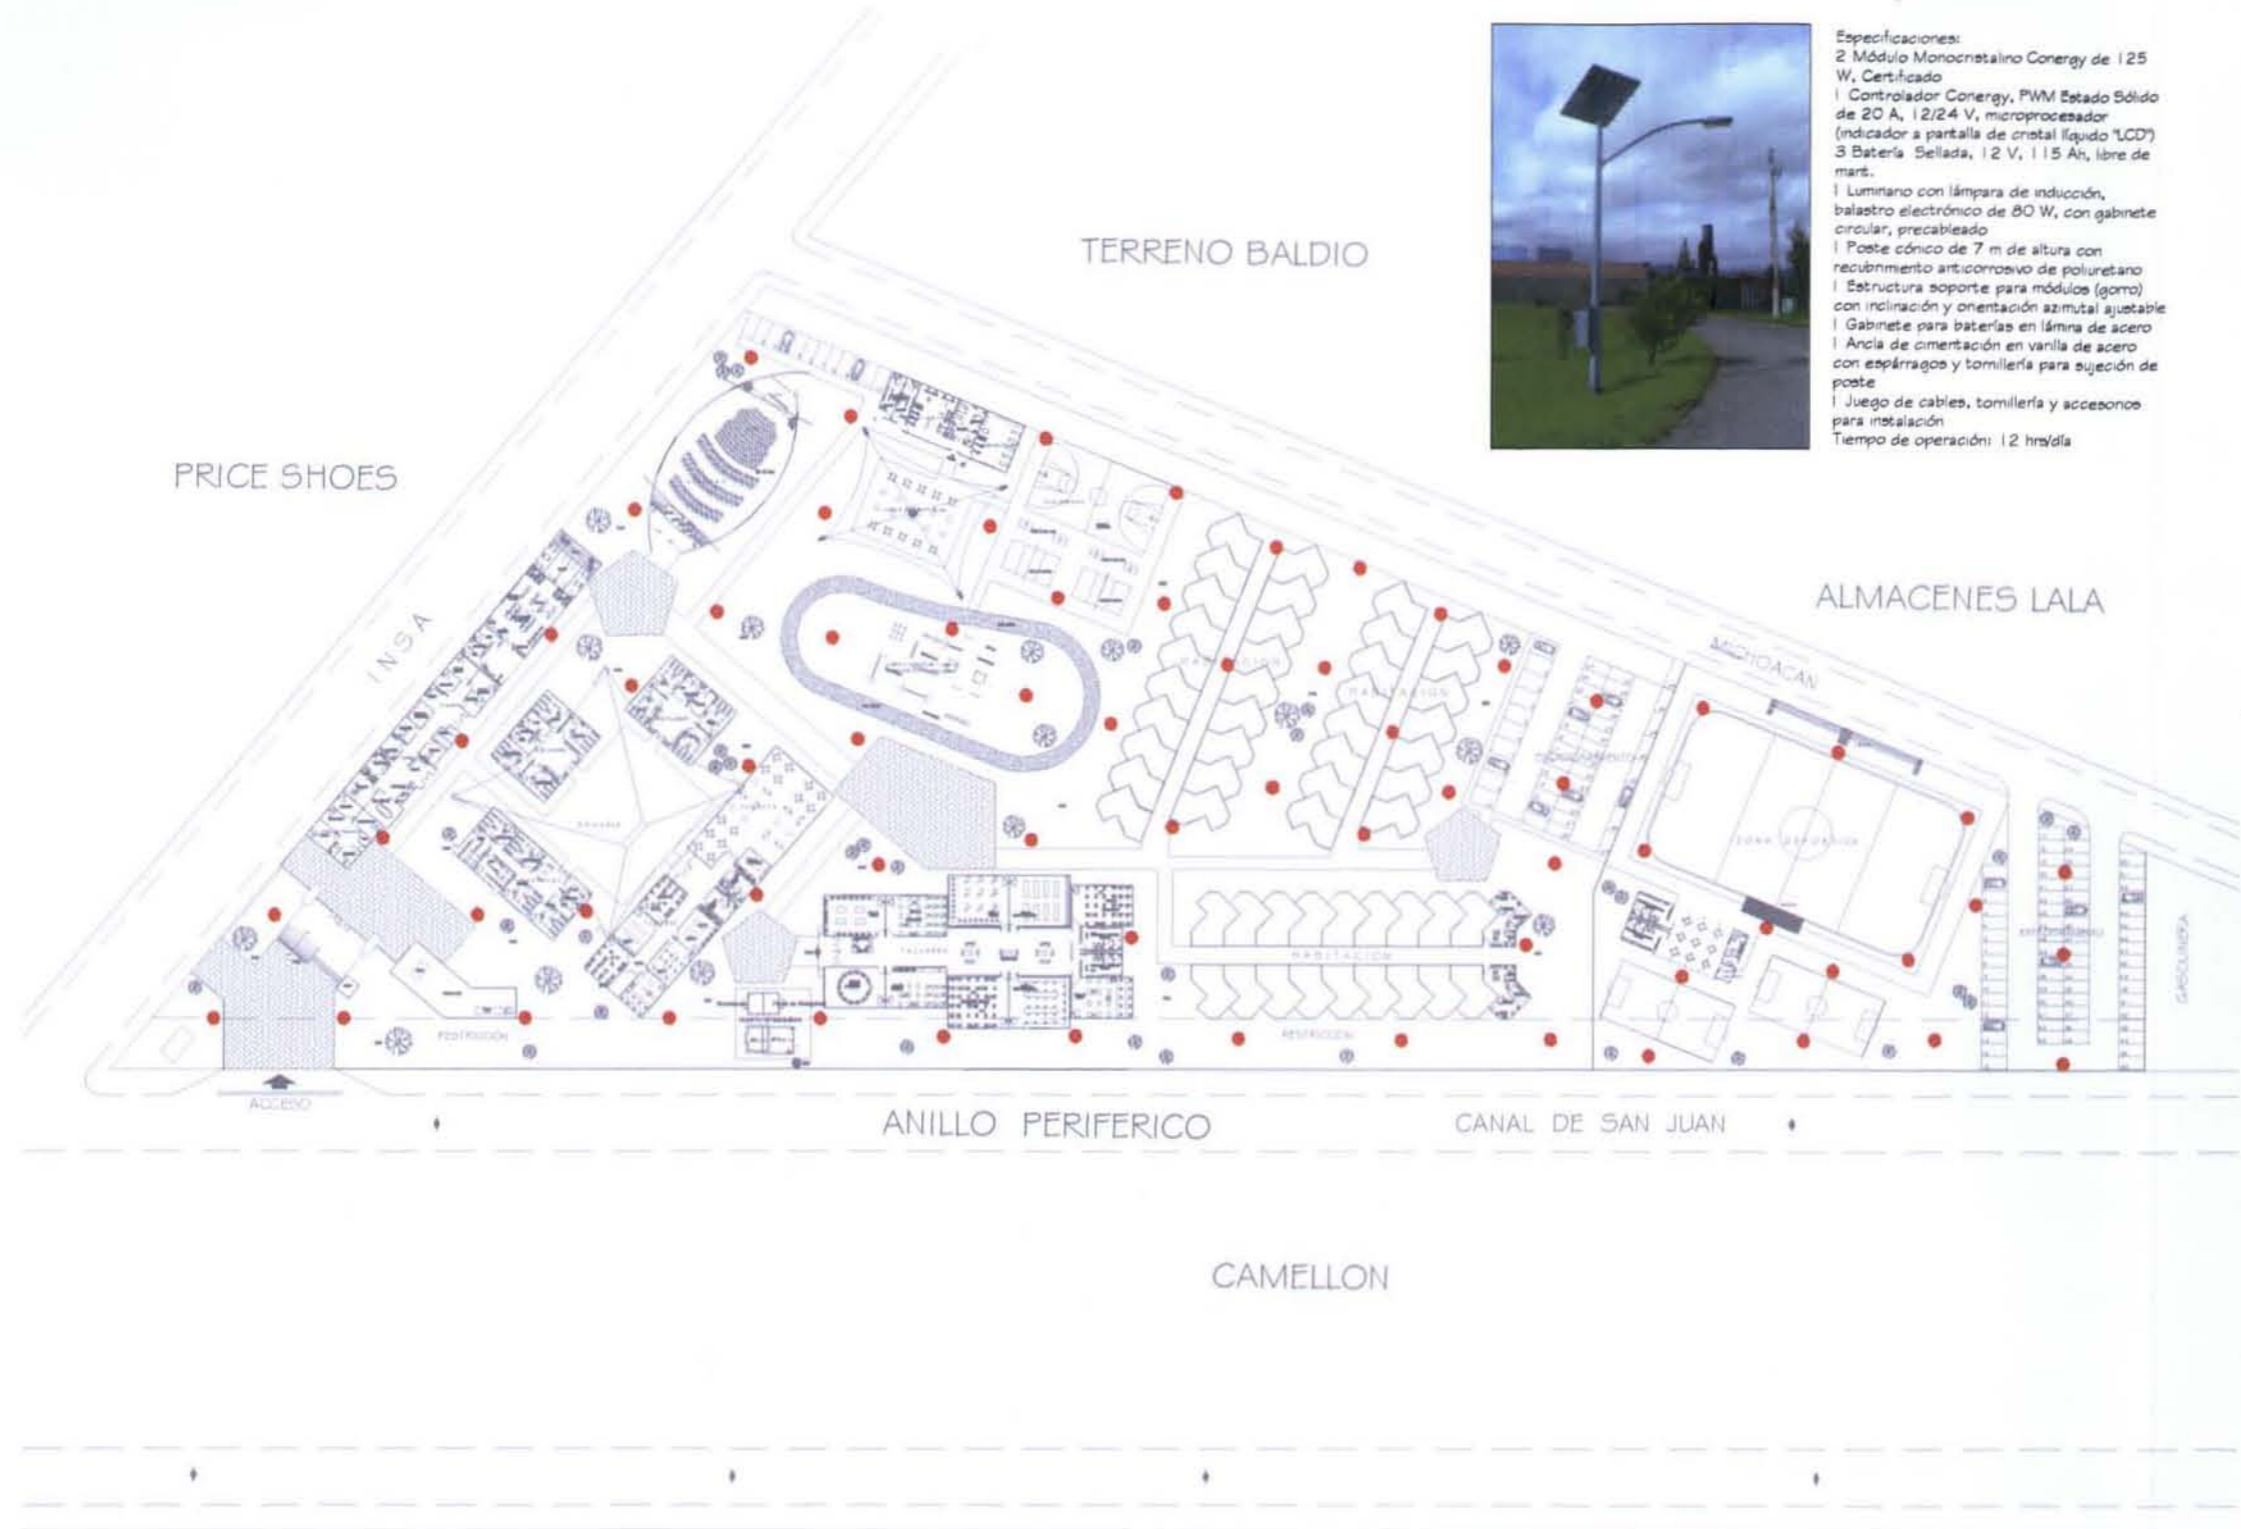 Especificaciones:
2 Módulo Monocristalino Conergy de 125
W, Certificado
1 Controlador Conergy, PWM Estado Sólido
de 20 A, 12/24 V, microprocesador
(indicador a pantalla de cristal líquido "LCD")
3 Batería Sellada, 12 V, 115 Ah, libre de
mant.
1 Luminario con lámpara de inducción,
balastro electrónico de 80 W, con gabinete
circular, precableado
1 Poste cónico de 7 m de altura con
recubrimiento anticorrosivo de poliuretano
1 Estructura soporte para módulos (gorro)
con inclinación y orientación azimutal ajustable
1 Gabinete para baterías en lámina de acero
1 Ancla de cimentación en varilla de acero
con espárragos y tornillería para sujeción de
poste
1 Juego de cables, tornillería y accesorios
para instalación
Tiempo de operación: 12 hrs/día
TERRENO BALDIO
PRICE SHOES
ALMACENES LALA
INSA
MICHOACAN
HABITACION
HABITACION
ZONA DEPORTIVA
TALLERES
HABITACION
GASOLINERA
RESTRICCION
RESTRICCION
ACCESO
ANILLO PERIFERICO
CANAL DE SAN JUAN
CAMELLON